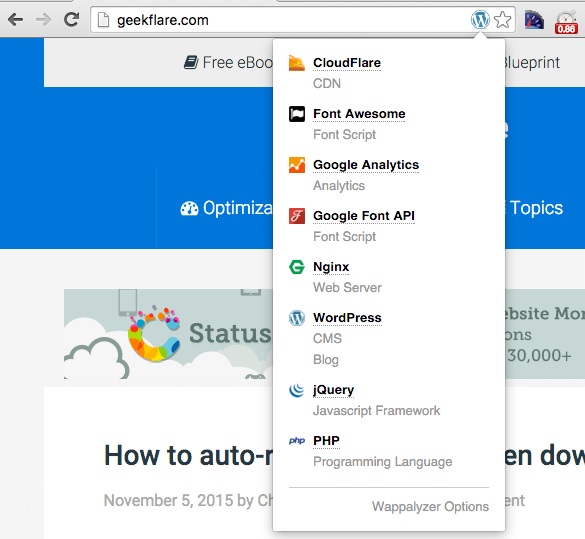 geekflare.com
0.86
Free eBoo
Blueprint
CloudFlare
CDN
Font Awesome
Font Script
Google Analytics
Analytics
Optimiza
Topics
Google Font API
Font Script
Nginx
Web Server
Status
ebsite Mon
ons
30,000+
WordPress
CMS
Blog
jQuery
Javascript Framework
How to auto-r
en dow
php
PHP
Programming Language
November 5, 2015 by Ch
ent
Wappalyzer Options